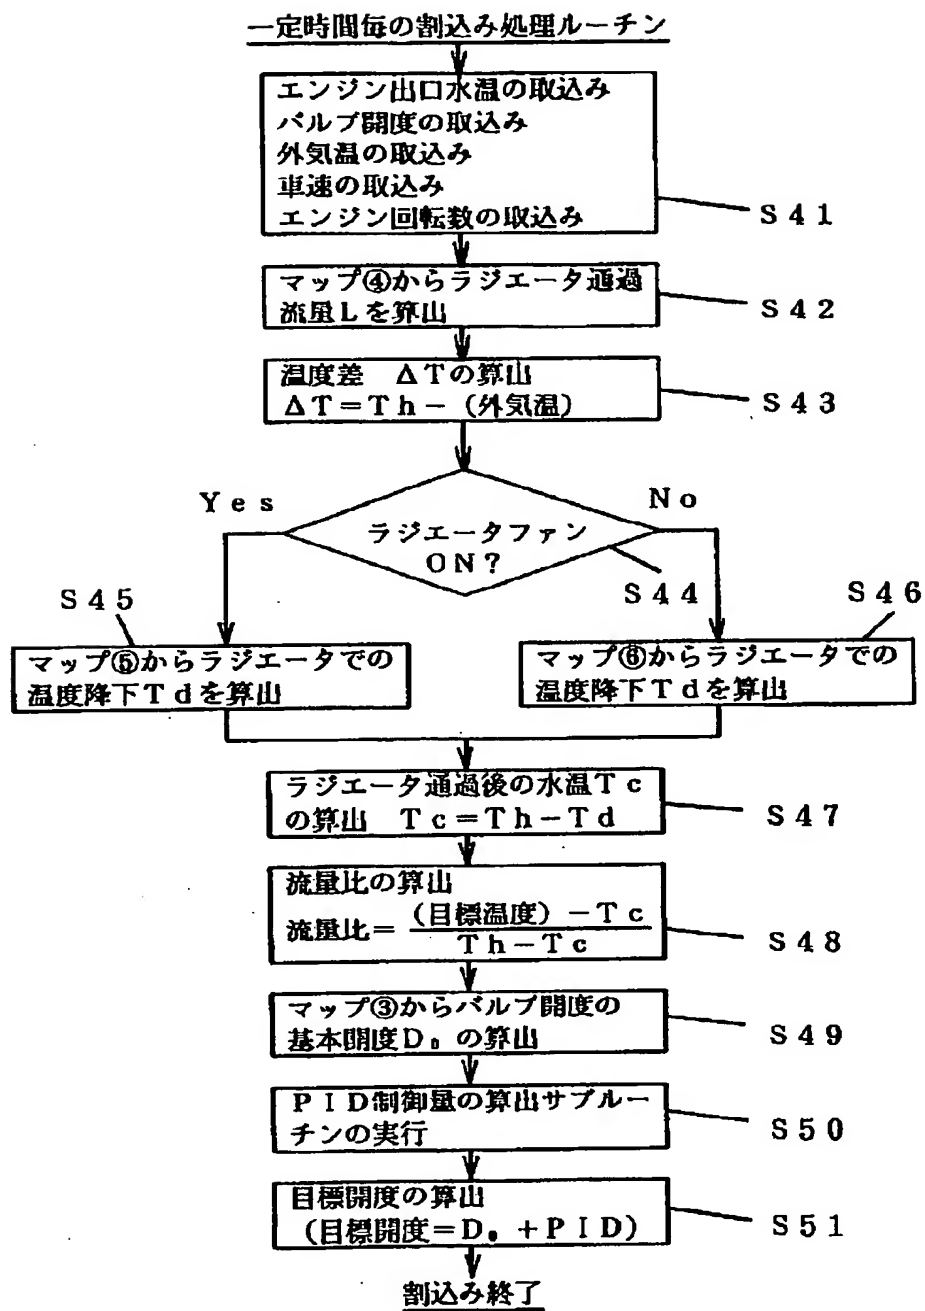 一定時間毎の割込み処理ルーチン
エンジン出口水温の取込み
バルブ開度の取込み
外気温の取込み
車速の取込み
エンジン回転数の取込み
S41
マップ④からラジエータ通過
流量Lを算出
S42
温度差 ΔTの算出
ΔT=Th-(外気温)
S43
Yes
No
ラジエータファン
ON?
S44
S45
S46
マップ⑤からラジエータでの
温度降下Tdを算出
マップ⑥からラジエータでの
温度降下Tdを算出
ラジエータ通過後の水温Tc
の算出 Tc=Th-Td
S47
流量比の算出
流量比= (目標温度)-Tc
Th-Tc
S48
マップ③からバルブ開度の
基本開度D₀の算出
S49
PID制御量の算出サブルー
チンの実行
S50
目標開度の算出
(目標開度=D₀+PID)
S51
割込み終了